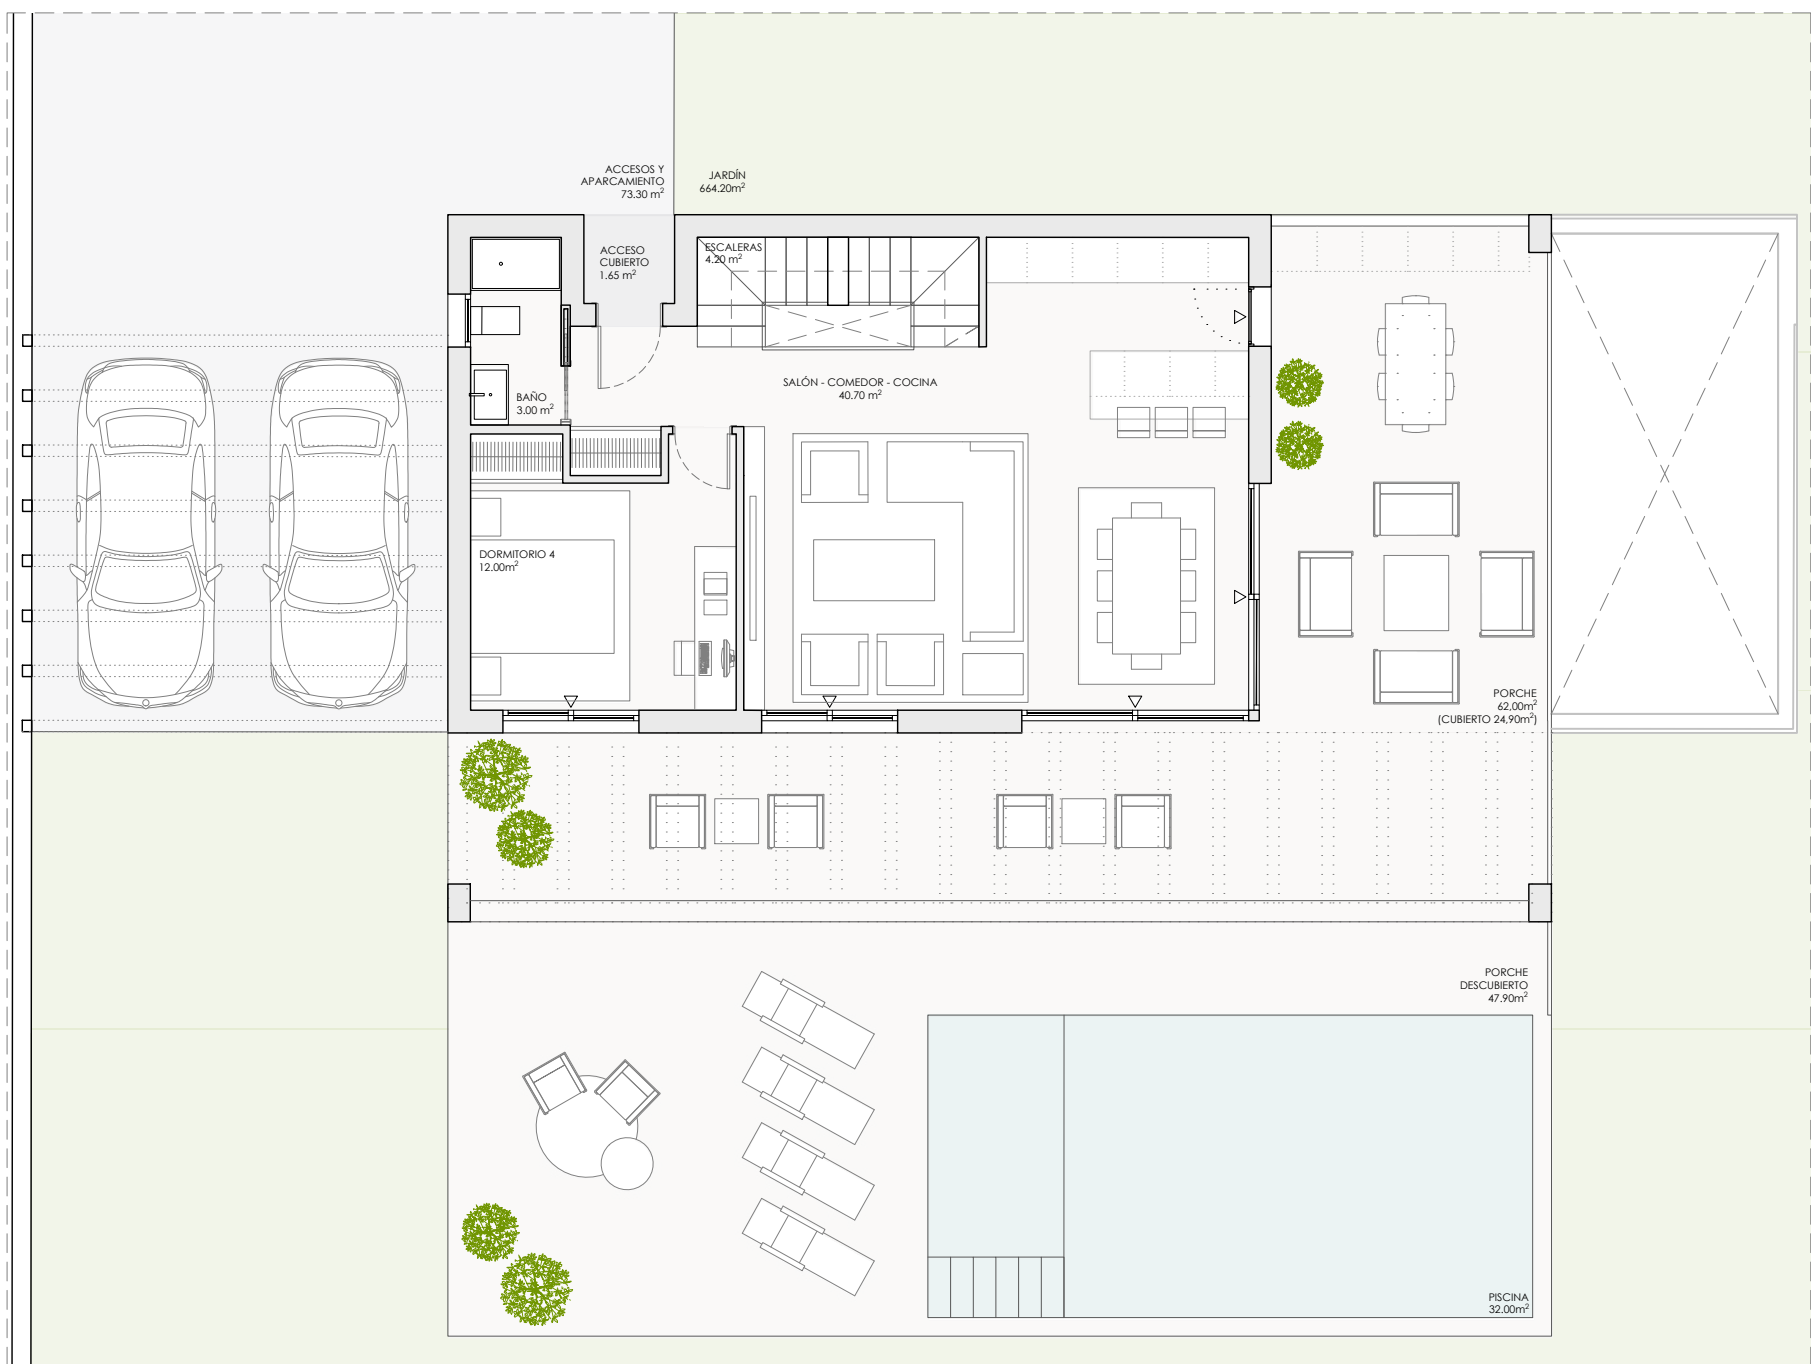 ACCESOS Y
APARCAMIENTO
73.30 m²
JARDÍN
664.20m²
ACCESO
CUBIERTO
1.65 m²
ESCALERAS
4.20 m²
SALÓN - COMEDOR - COCINA
40.70 m²
BAÑO
3.00 m²
DORMITORIO 4
12.00m²
PORCHE
62,00m²
(CUBIERTO 24,90m²)
PORCHE
DESCUBIERTO
47.90m²
PISCINA
32.00m²